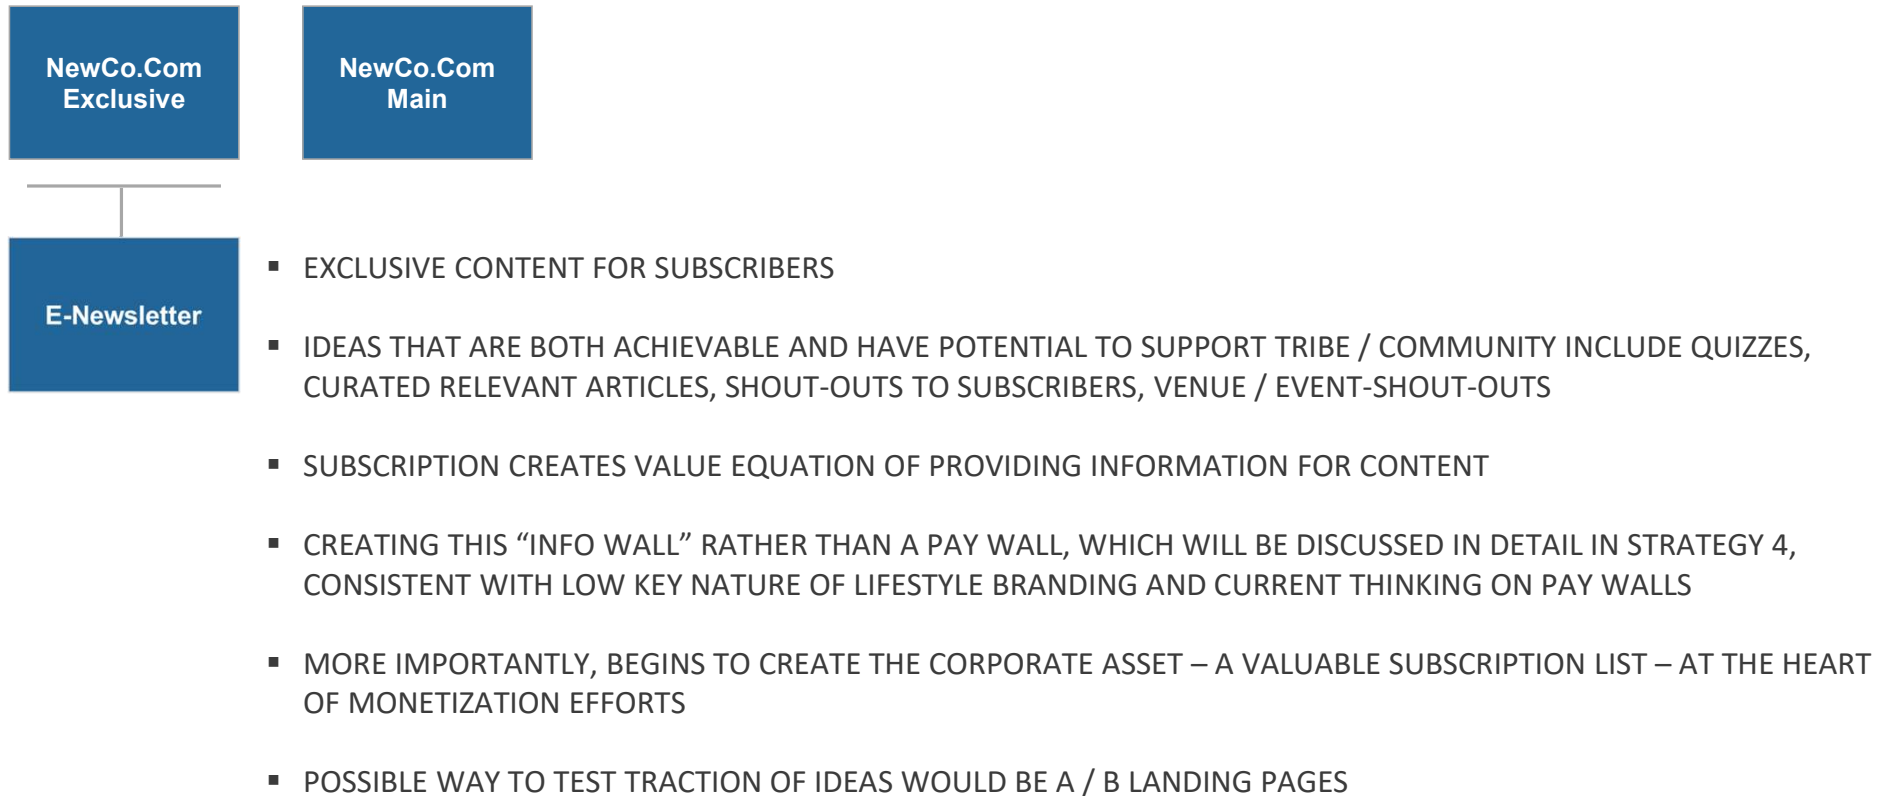 NewCo.Com
Exclusive
NewCo.Com
Main
E-Newsletter
▪ EXCLUSIVE CONTENT FOR SUBSCRIBERS
▪ IDEAS THAT ARE BOTH ACHIEVABLE AND HAVE POTENTIAL TO SUPPORT TRIBE / COMMUNITY INCLUDE QUIZZES,
CURATED RELEVANT ARTICLES, SHOUT-OUTS TO SUBSCRIBERS, VENUE / EVENT-SHOUT-OUTS
▪ SUBSCRIPTION CREATES VALUE EQUATION OF PROVIDING INFORMATION FOR CONTENT
▪ CREATING THIS “INFO WALL” RATHER THAN A PAY WALL, WHICH WILL BE DISCUSSED IN DETAIL IN STRATEGY 4,
CONSISTENT WITH LOW KEY NATURE OF LIFESTYLE BRANDING AND CURRENT THINKING ON PAY WALLS
▪ MORE IMPORTANTLY, BEGINS TO CREATE THE CORPORATE ASSET – A VALUABLE SUBSCRIPTION LIST – AT THE HEART
OF MONETIZATION EFFORTS
▪ POSSIBLE WAY TO TEST TRACTION OF IDEAS WOULD BE A / B LANDING PAGES